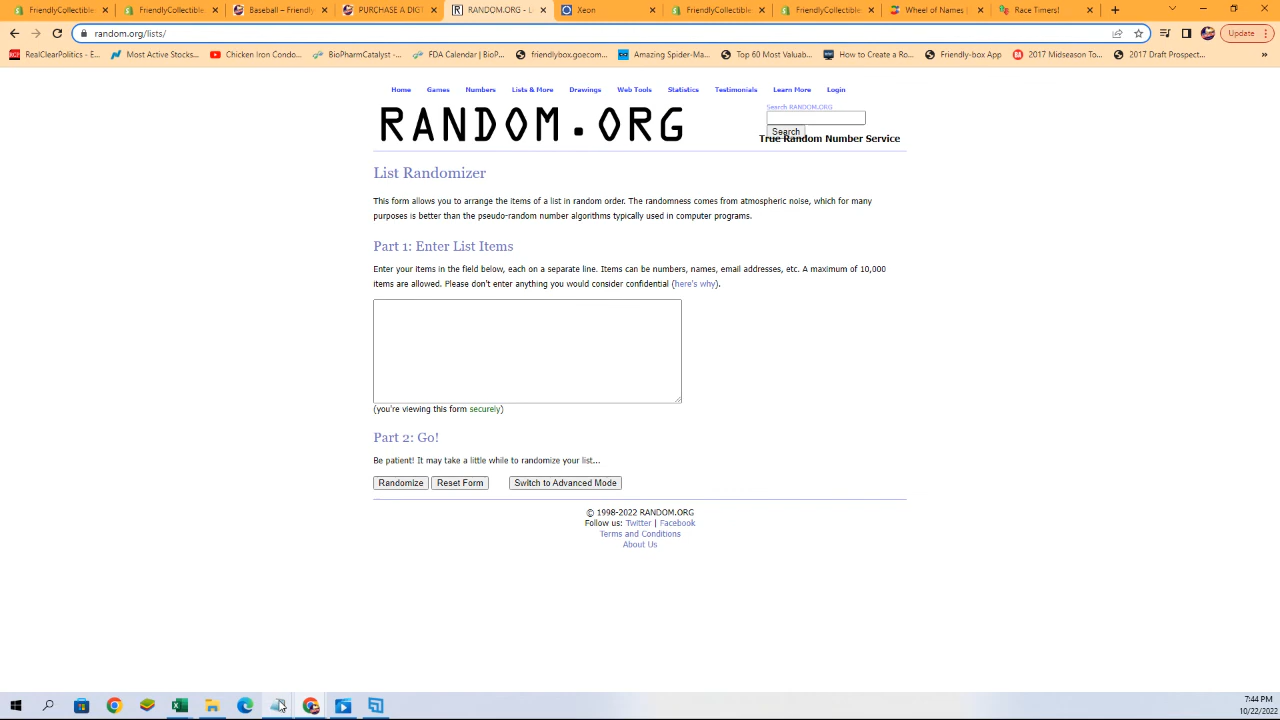 FriendlyCollectible
FriendlyCollectible
Baseball – Friendly
PURCHASE A DIGIT
RANDOM.ORG - L
Xeon
FriendlyCollectible
FriendlyCollectible
Wheel of Names |
Race Timers!
random.org/lists/
Update
RealClearPolitics - E...
Most Active Stocks...
Chicken Iron Condo...
BioPharmCatalyst -...
FDA Calendar | BioP...
friendlybox.goecom...
Amazing Spider-Ma...
Top 60 Most Valuab...
How to Create a Ro...
Friendly-box App
2017 Midseason To...
2017 Draft Prospect...
Home Games Numbers Lists & More Drawings Web Tools Statistics Testimonials Learn More Login
RANDOM.ORG
Search RANDOM.ORG
Search
True Random Number Service
List Randomizer
This form allows you to arrange the items of a list in random order. The randomness comes from atmospheric noise, which for many
purposes is better than the pseudo-random number algorithms typically used in computer programs.
Part 1: Enter List Items
Enter your items in the field below, each on a separate line. Items can be numbers, names, email addresses, etc. A maximum of 10,000
items are allowed. Please don't enter anything you would consider confidential (here's why).
(you're viewing this form securely)
Part 2: Go!
Be patient! It may take a little while to randomize your list...
Randomize Reset Form Switch to Advanced Mode
© 1998-2022 RANDOM.ORG
Follow us: Twitter | Facebook
Terms and Conditions
About Us
7:44 PM
10/22/2022